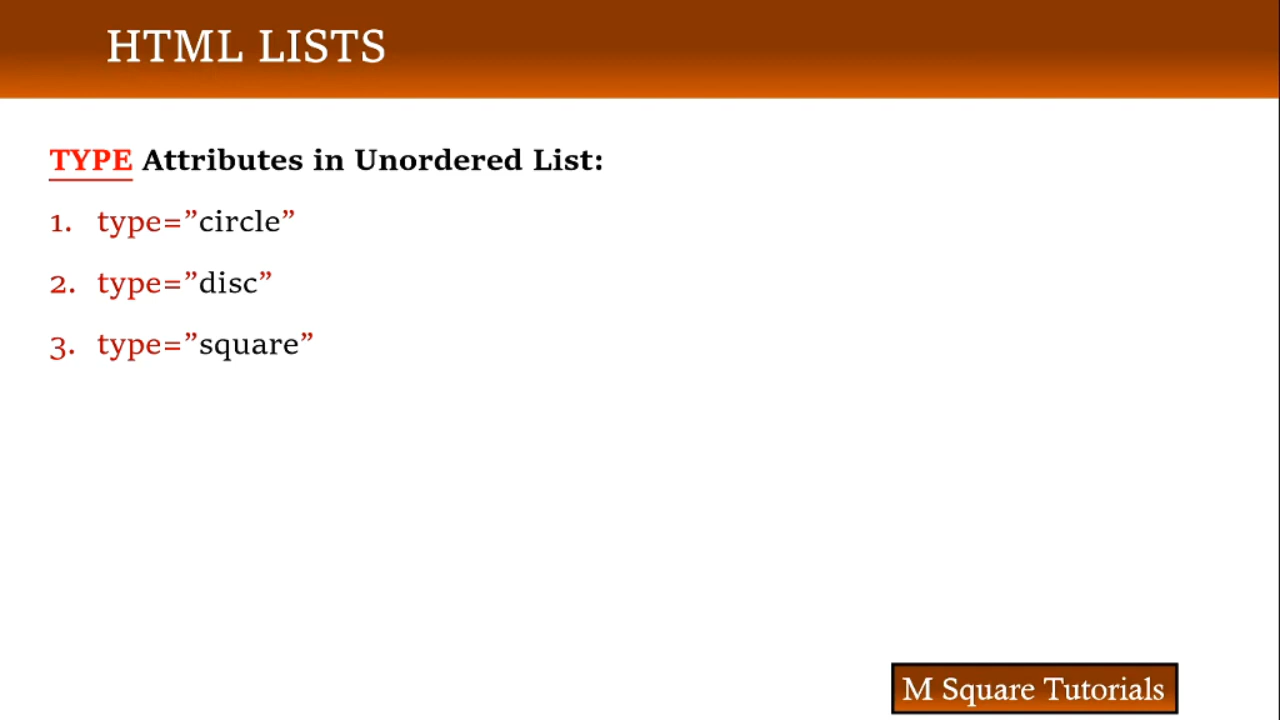 HTML LISTS
TYPE Attributes in Unordered List:
1. type=”circle”
2. type=”disc”
3. type=”square”
M Square Tutorials